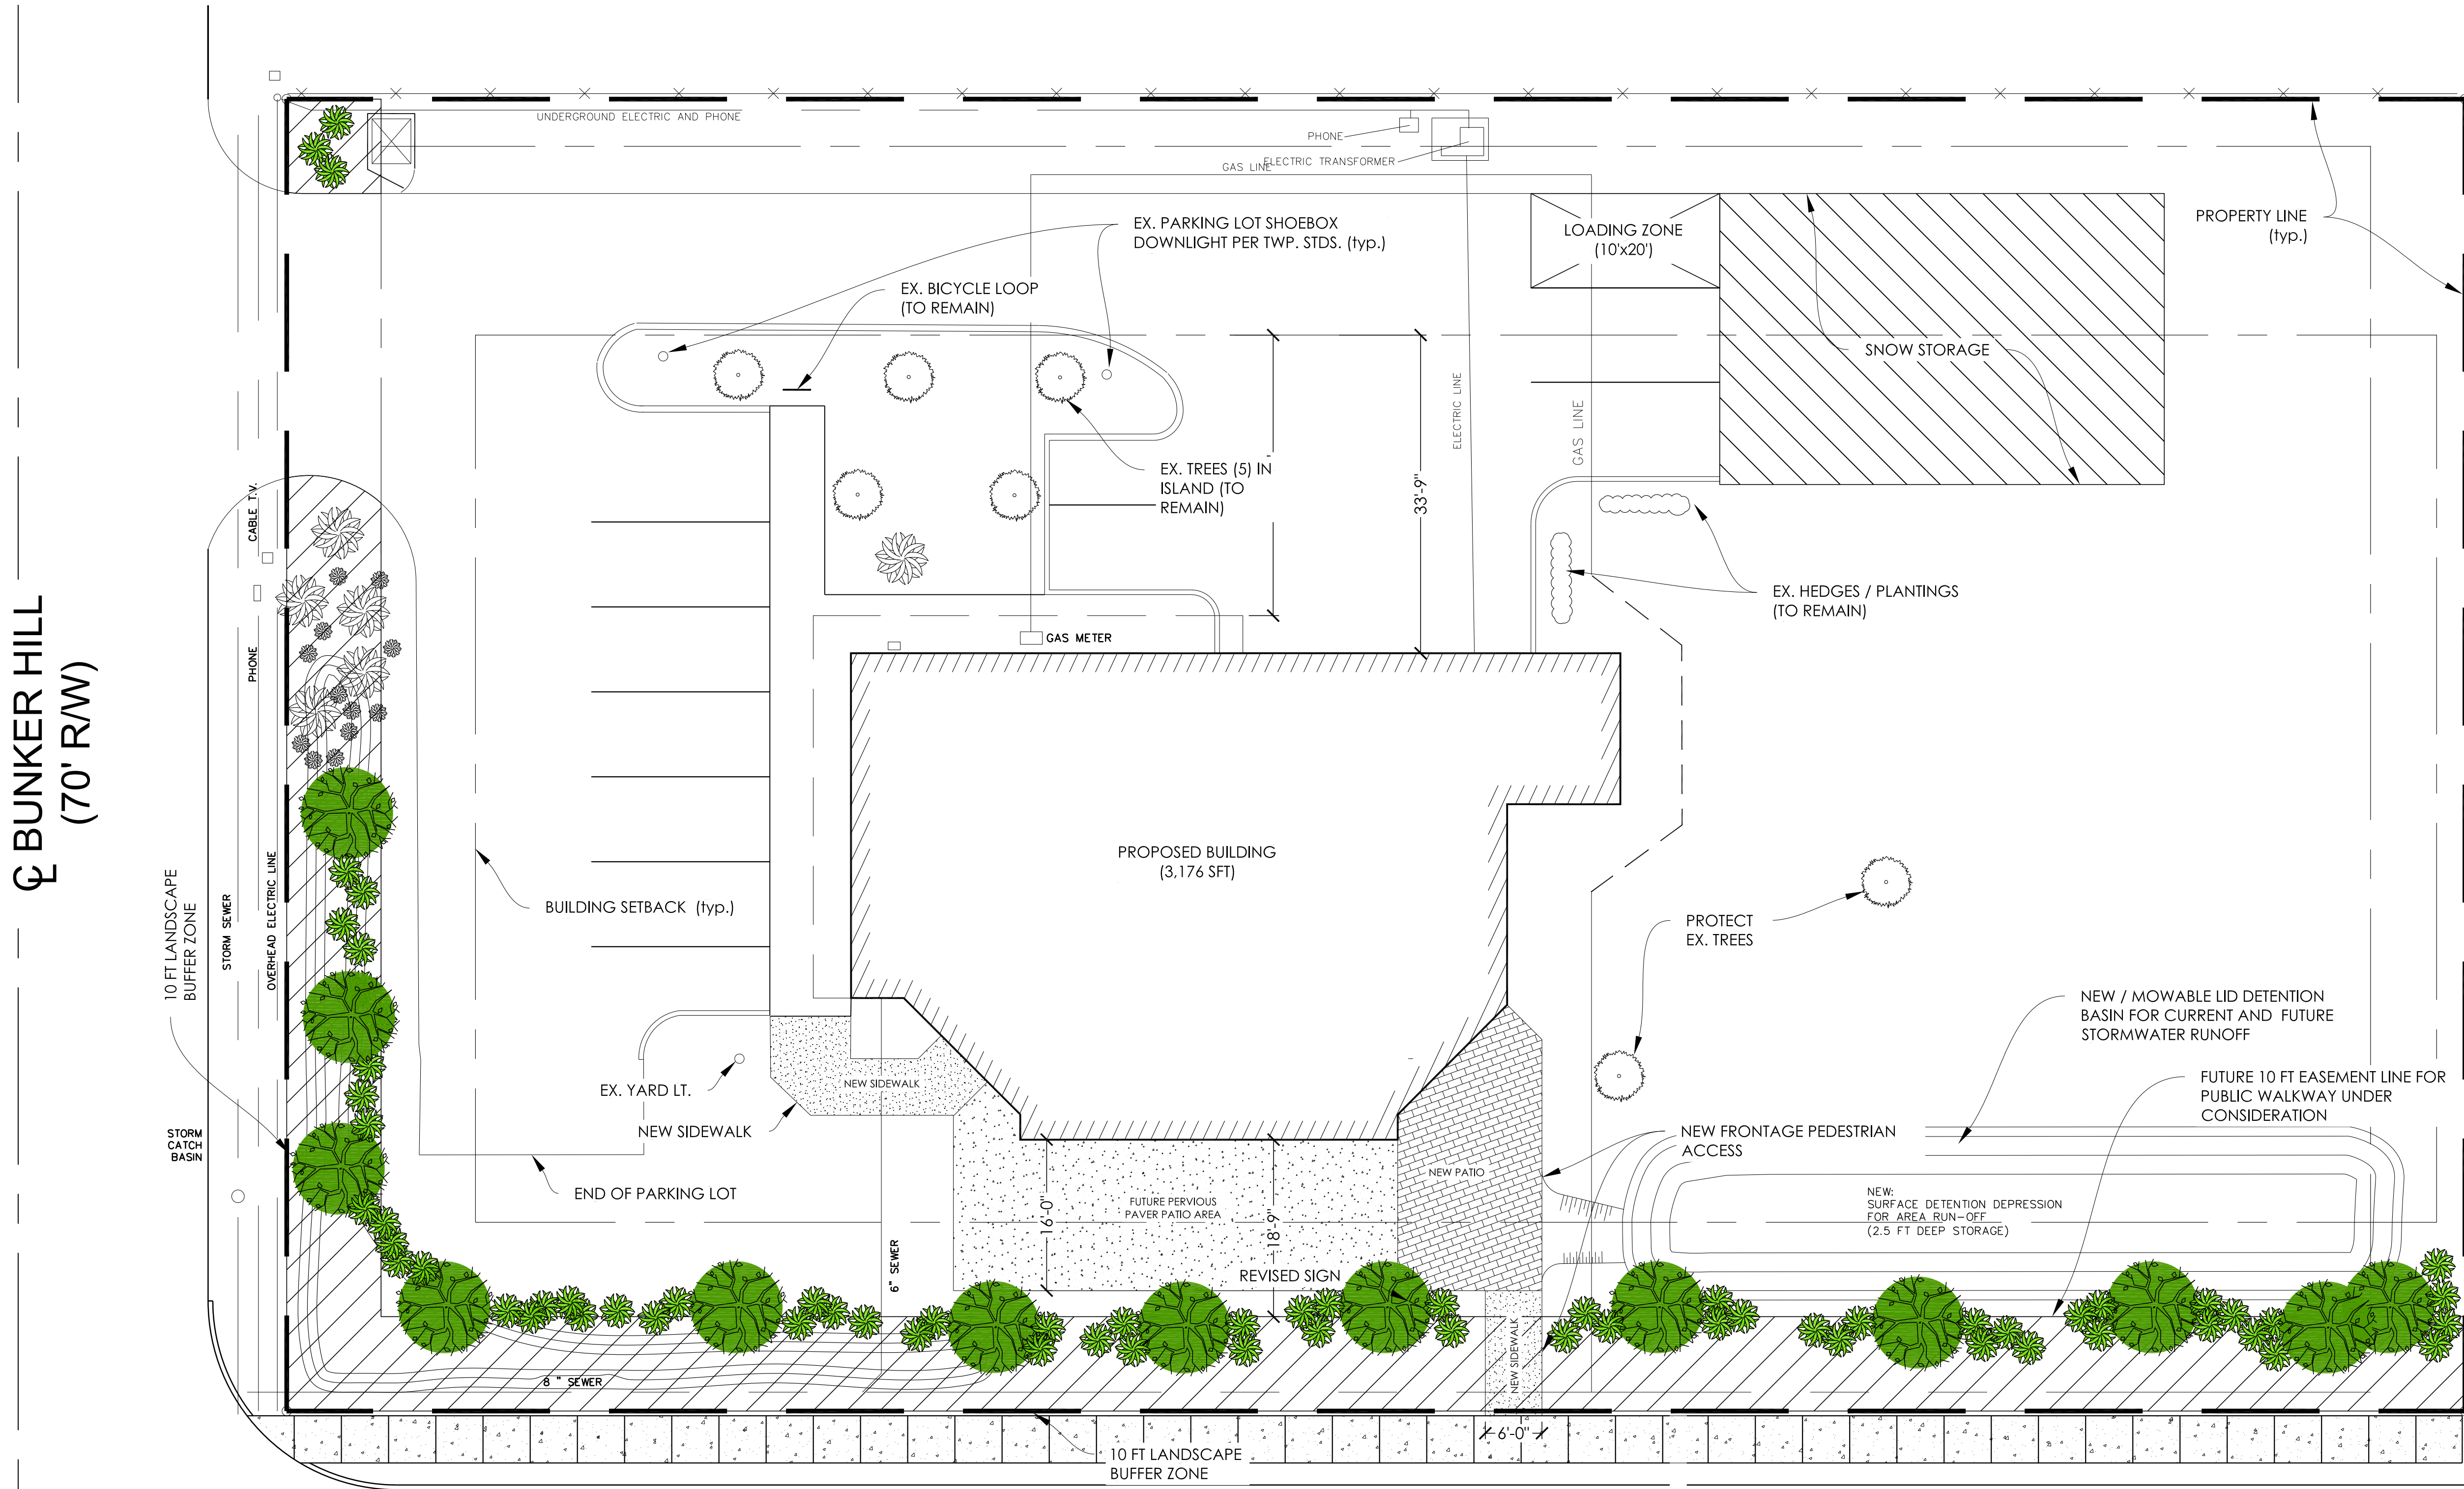 UNDERGROUND ELECTRIC AND PHONE
PHONE
ELECTRIC TRANSFORMER
GAS LINE
EX. PARKING LOT SHOEBOX
DOWNLIGHT PER TWP. STDS. (typ.)
LOADING ZONE
(10'x20')
PROPERTY LINE
(typ.)
EX. BICYCLE LOOP
(TO REMAIN)
SNOW STORAGE
ELECTRIC LINE
GAS LINE
EX. TREES (5) IN
ISLAND (TO
REMAIN)
33'-9"
CABLE T.V.
EX. HEDGES / PLANTINGS
(TO REMAIN)
GAS METER
PHONE
℄ BUNKER HILL
(70' R/W)
PROPOSED BUILDING
(3,176 SFT)
BUILDING SETBACK (typ.)
10 FT LANDSCAPE
BUFFER ZONE
STORM SEWER
OVERHEAD ELECTRIC LINE
PROTECT
EX. TREES
NEW / MOWABLE LID DETENTION
BASIN FOR CURRENT AND FUTURE
STORMWATER RUNOFF
NEW SIDEWALK
EX. YARD LT.
FUTURE 10 FT EASEMENT LINE FOR
PUBLIC WALKWAY UNDER
CONSIDERATION
NEW SIDEWALK
STORM
CATCH
BASIN
NEW FRONTAGE PEDESTRIAN
ACCESS
NEW PATIO
END OF PARKING LOT
FUTURE PERVIOUS
PAVER PATIO AREA
16'-0"
18'-9"
NEW:
SURFACE DETENTION DEPRESSION
FOR AREA RUN-OFF
(2.5 FT DEEP STORAGE)
6" SEWER
REVISED SIGN
NEW SIDEWALK
8 " SEWER
6'-0"
10 FT LANDSCAPE
BUFFER ZONE